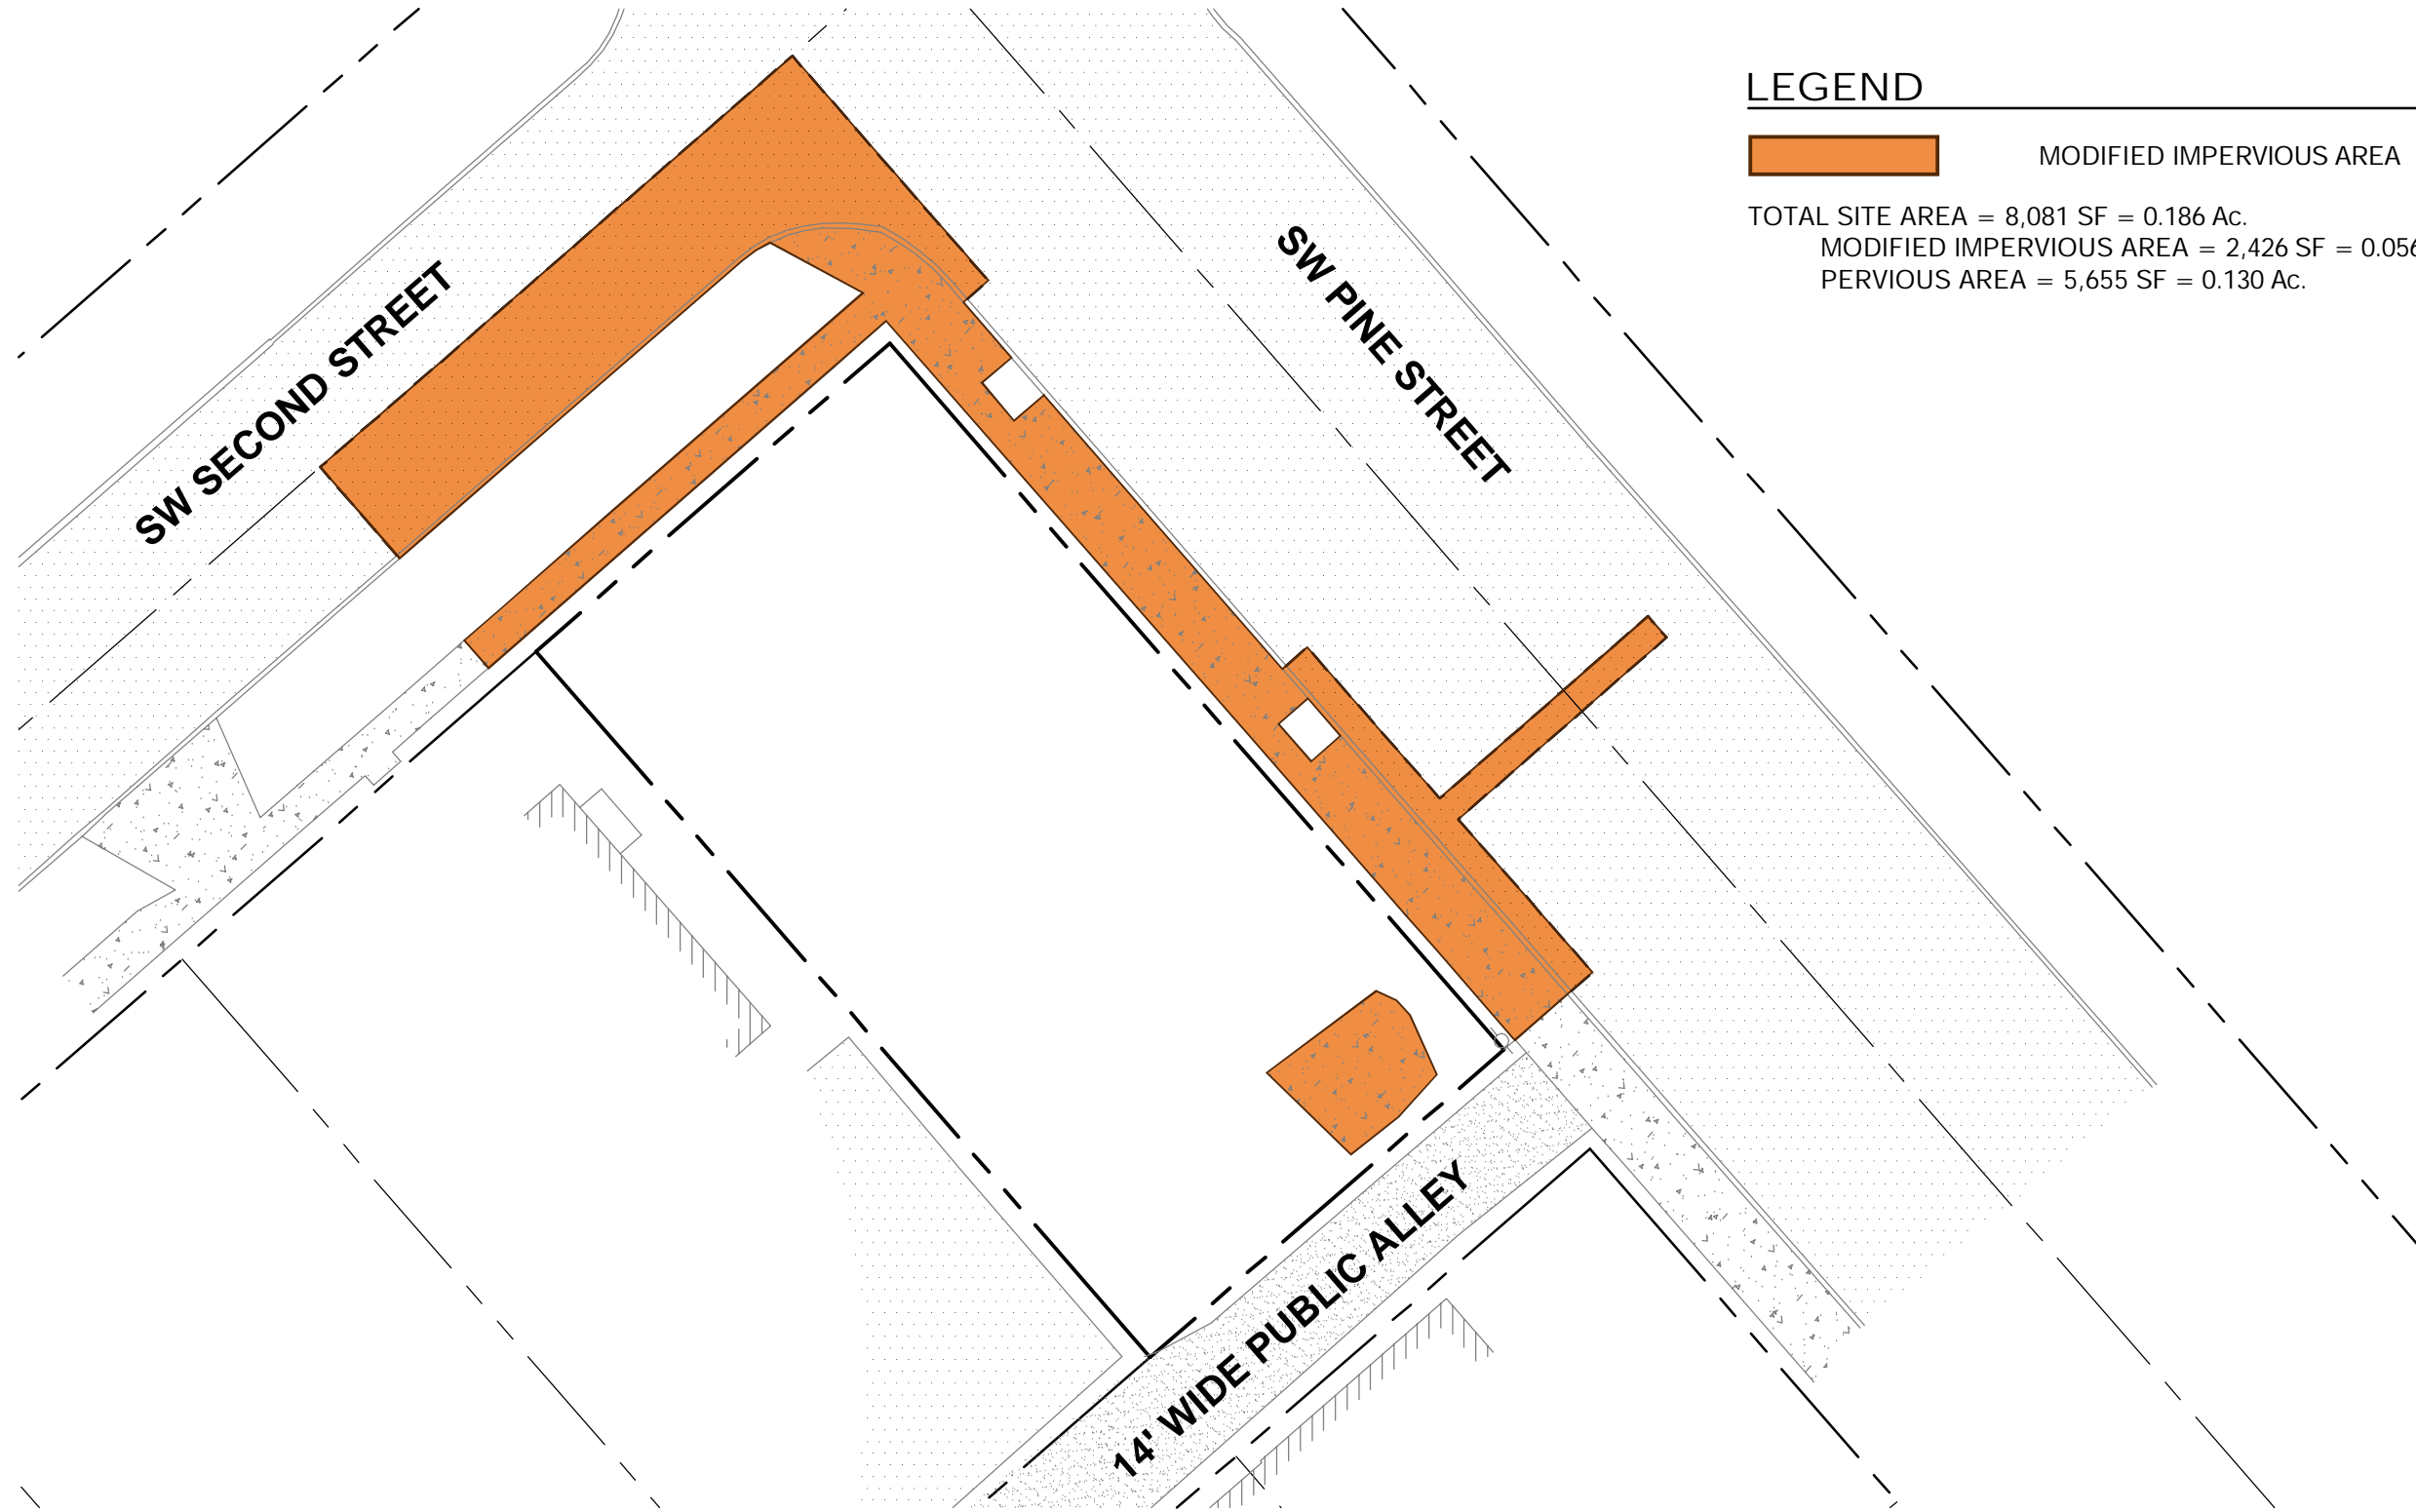 LEGEND
MODIFIED IMPERVIOUS AREA
TOTAL SITE AREA = 8,081 SF = 0.186 Ac.
MODIFIED IMPERVIOUS AREA = 2,426 SF = 0.056
PERVIOUS AREA = 5,655 SF = 0.130 Ac.
SW SECOND STREET
SW PINE STREET
14' WIDE PUBLIC ALLEY